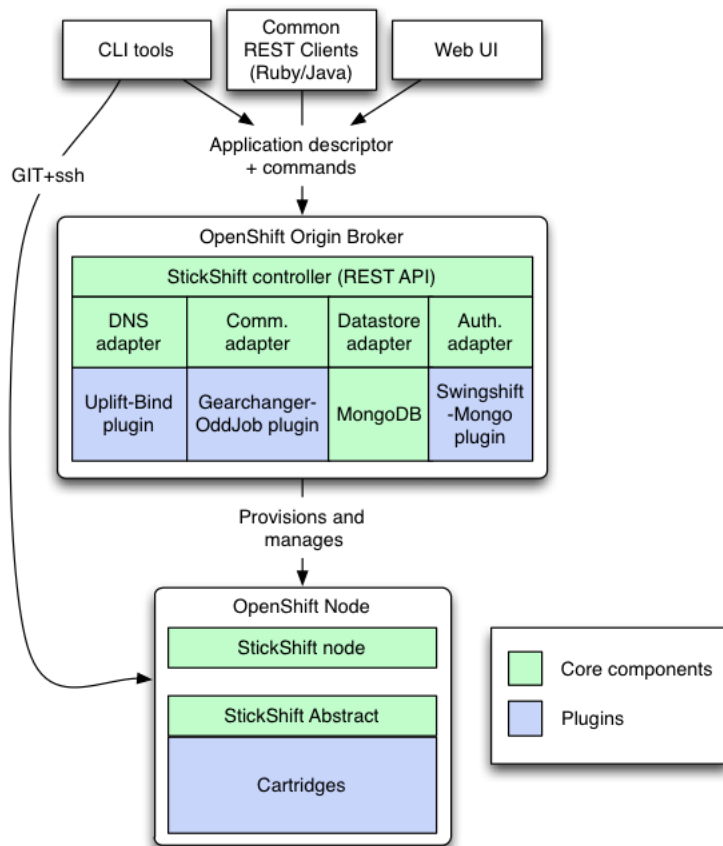 CLI tools
Common
REST Clients
(Ruby/Java)
Web UI
Application descriptor
+ commands
GIT+ssh
OpenShift Origin Broker
StickShift controller (REST API)
DNS
adapter
Comm.
adapter
Datastore
adapter
Auth.
adapter
Uplift-Bind
plugin
Gearchanger-
OddJob plugin
MongoDB
Swingshift
-Mongo
plugin
Provisions and
manages
OpenShift Node
StickShift node
StickShift Abstract
Cartridges
Core components
Plugins